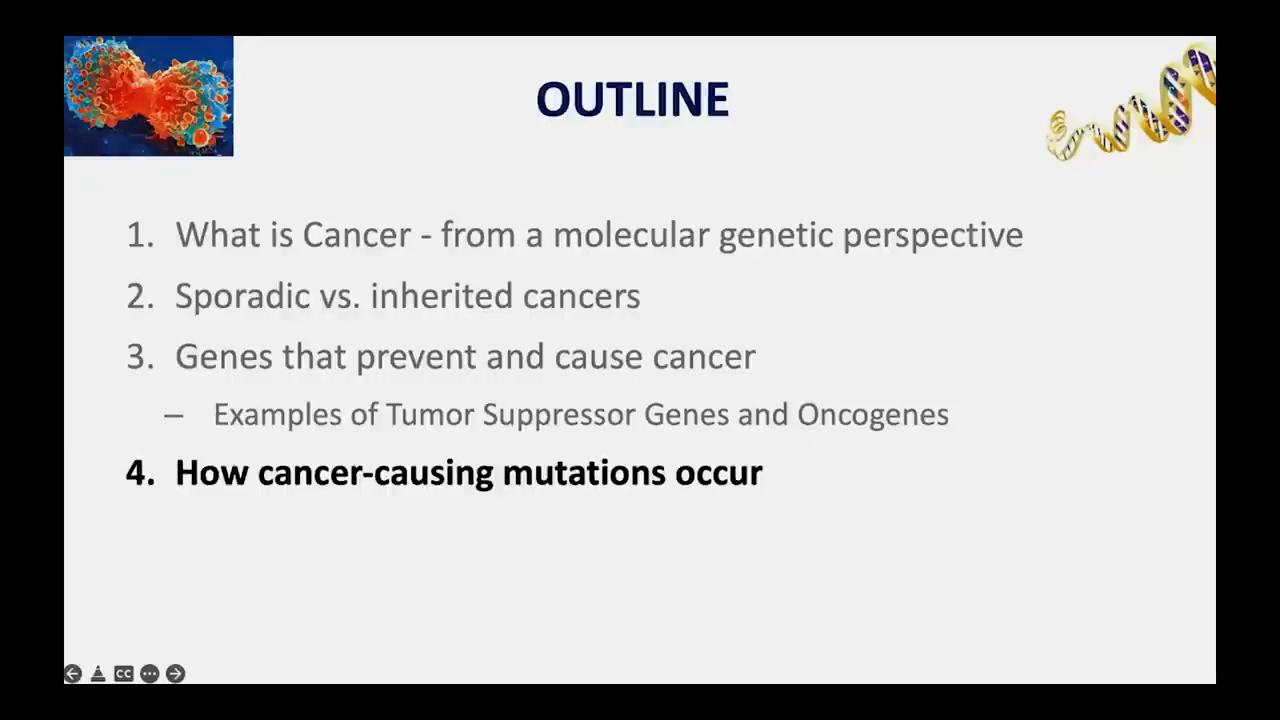 OUTLINE
1. What is Cancer - from a molecular genetic perspective
2. Sporadic vs. inherited cancers
3. Genes that prevent and cause cancer
– Examples of Tumor Suppressor Genes and Oncogenes
4. How cancer-causing mutations occur
CC